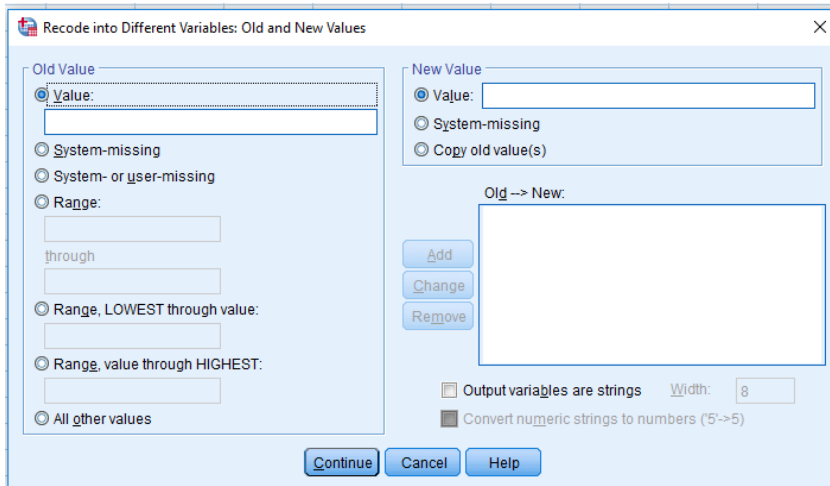 Recode into Different Variables: Old and New Values
Old Value
Value:
System-missing
System- or user-missing
Range:
through
Range, LOWEST through value:
Range, value through HIGHEST:
All other values
New Value
Value:
System-missing
Copy old value(s)
Old --> New:
Add
Change
Remove
Output variables are strings Width: 8
Convert numeric strings to numbers ('5'->5)
Continue Cancel Help